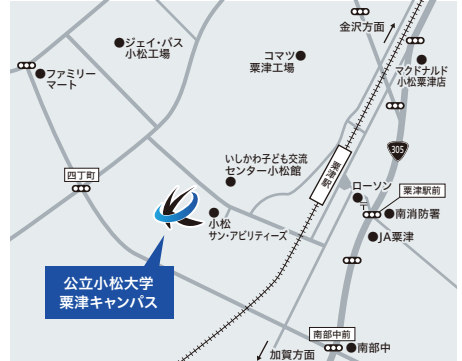 金沢方面
ジェイ・バス
小松工場
コマツ
粟津工場
マクドナルド
小松粟津店
ファミリー
マート
305
いしかわ子ども交流
センター小松館
粟津駅
四丁町
ローソン
粟津駅前
南消防署
小松
サン・アビリティーズ
JA粟津
公立小松大学
粟津キャンパス
南部中前
南部中
加賀方面